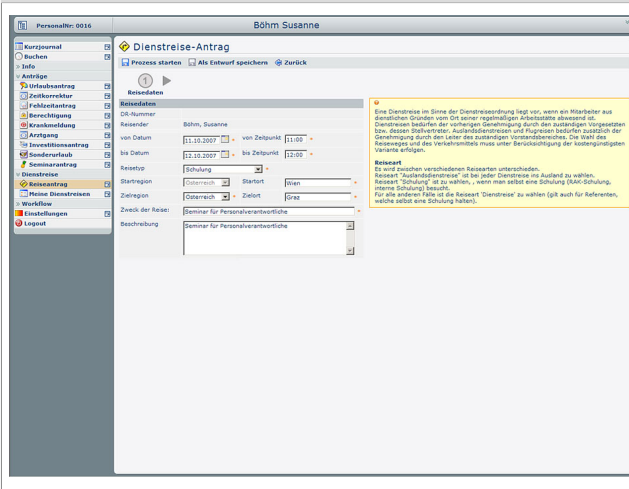 PersonalNr: 0016
Böhm Susanne
Kurzjournal
Buchen
» Info
Anträge
Urlaubsantrag
Zeitkorrektur
Fehlzeitantrag
Berechtigung
Krankmeldung
Arztgang
Investitionsantrag
Sonderurlaub
Seminarantrag
Dienstreise
Reiseantrag
Meine Dienstreisen
» Workflow
Einstellungen
Logout
Dienstreise-Antrag
Prozess starten Als Entwurf speichern Zurück
1
Reisedaten
Reisedaten
DR-Nummer
Reisender Böhm, Susanne
von Datum 11.10.2007 * von Zeitpunkt 11:00 *
bis Datum 12.10.2007 * bis Zeitpunkt 12:00 *
Reisetyp Schulung *
Startregion Österreich Startort Wien *
Zielregion Österreich * Zielort Graz *
Zweck der Reise: Seminar für Personalverantwortliche *
Beschreibung Seminar für Personalverantwortliche
Eine Dienstreise im Sinne der Dienstreiseordnung liegt vor, wenn ein Mitarbeiter aus
dienstlichen Gründen vom Ort seiner regelmäßigen Arbeitsstätte abwesend ist.
Dienstreisen bedürfen der vorherigen Genehmigung durch den zuständigen Vorgesetzten
bzw. dessen Stellvertreter. Auslandsdienstreisen und Flugreisen bedürfen zusätzlich der
Genehmigung durch den Leiter des zuständigen Vorstandsbereiches. Die Wahl des
Reiseweges und des Verkehrsmittels muss unter Berücksichtigung der kostengünstigsten
Variante erfolgen.
Reiseart
Es wird zwischen verschiedenen Reisearten unterschieden.
Reiseart "Auslandsdienstreise" ist bei jeder Dienstreise ins Ausland zu wählen.
Reiseart "Schulung" ist zu wählen, , wenn man selbst eine Schulung (RAK-Schulung,
interne Schulung) besucht.
Für alle anderen Fälle ist die Reiseart 'Dienstreise' zu wählen (gilt auch für Referenten,
welche selbst eine Schulung halten).